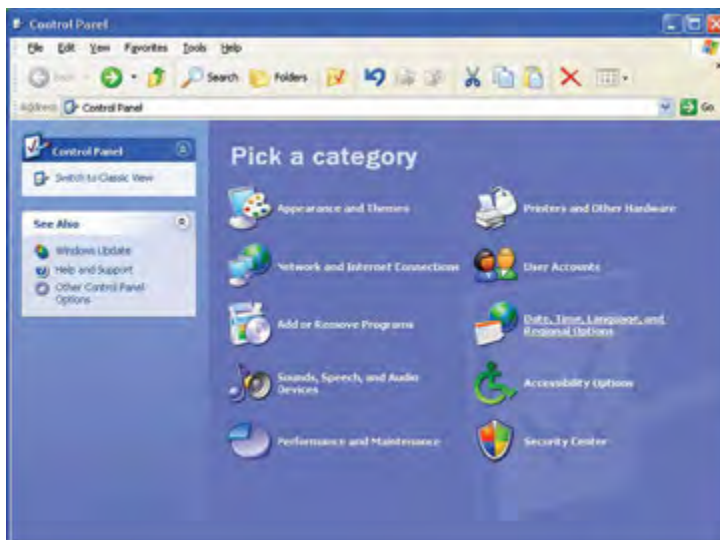 Control Panel
File Edit View Favorites Tools Help
Back Search Folders
Address Control Panel Go
Control Panel
Switch to Classic View
See Also
Windows Update
Help and Support
Other Control Panel
Options
Pick a category
Appearance and Themes
Printers and Other Hardware
Network and Internet Connections
User Accounts
Add or Remove Programs
Date, Time, Language, and
Regional Options
Sounds, Speech, and Audio
Devices
Accessibility Options
Performance and Maintenance
Security Center